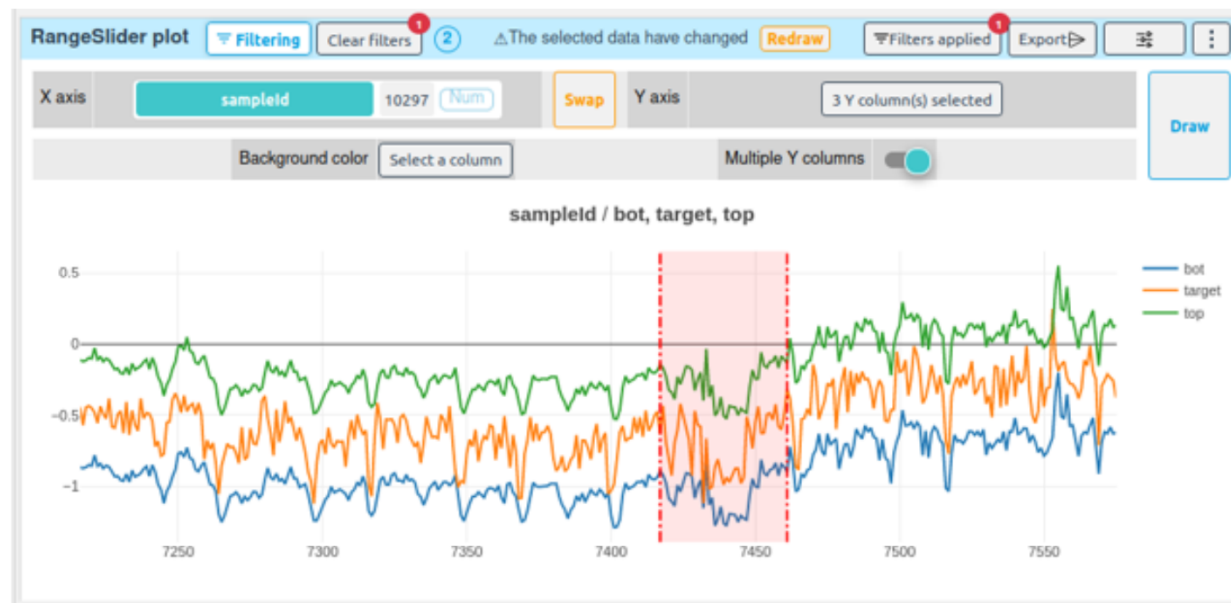 RangeSlider plot Filtering Clear filters 1 2 ⚠The selected data have changed Redraw Filters applied 1 Export
X axis sampleId 10297 Num Swap Y axis 3 Y column(s) selected Draw
Background color Select a column Multiple Y columns
sampleId / bot, target, top
0.5
0
−0.5
−1
7250 7300 7350 7400 7450 7500 7550
bot
target
top